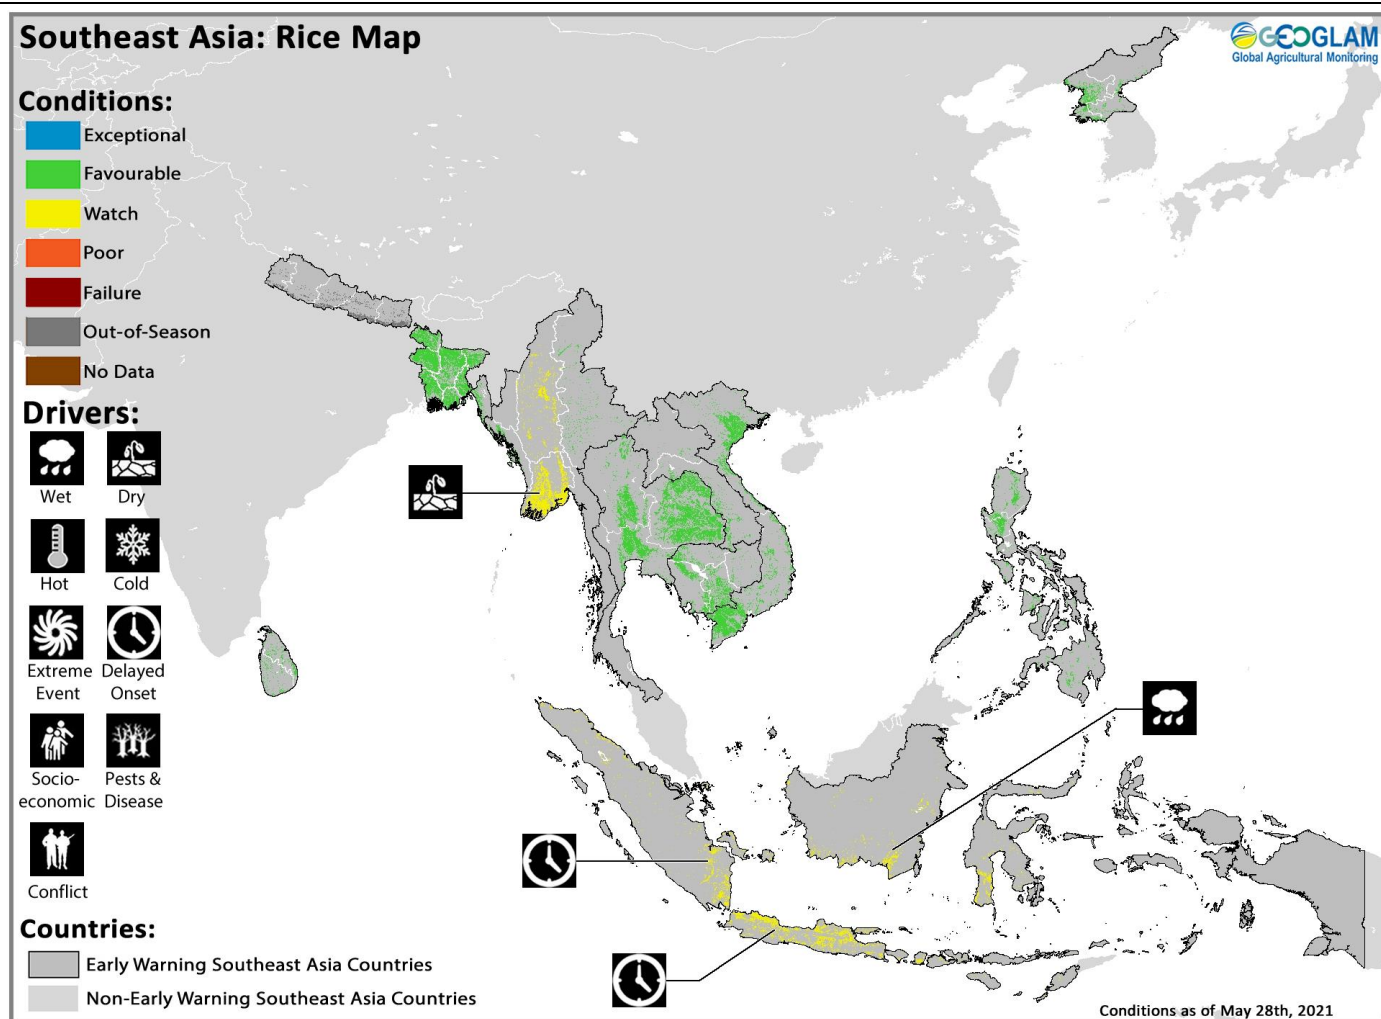 Southeast Asia: Rice Map
GEOGLAM
Global Agricultural Monitoring
Conditions:
Exceptional
Favourable
Watch
Poor
Failure
Out-of-Season
No Data
Drivers:
Wet
Dry
Hot
Cold
Extreme
Event
Delayed
Onset
Socio-
economic
Pests &
Disease
Conflict
Countries:
Early Warning Southeast Asia Countries
Non-Early Warning Southeast Asia Countries
Conditions as of May 28th, 2021